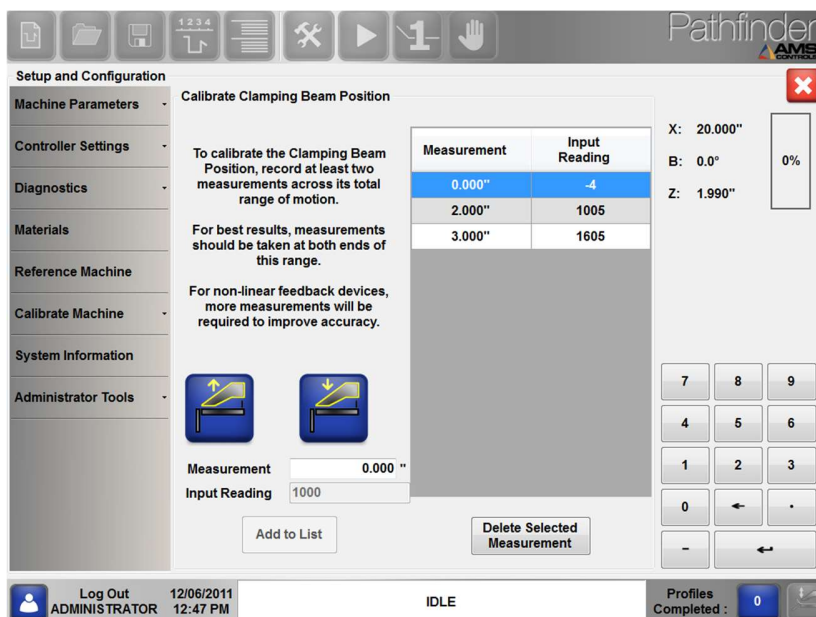 1 2 3 4
1
Pathfinder
AMS
CONTROLS
Setup and Configuration
Machine Parameters
Controller Settings
Diagnostics
Materials
Reference Machine
Calibrate Machine
System Information
Administrator Tools
Calibrate Clamping Beam Position
To calibrate the Clamping Beam
Position, record at least two
measurements across its total
range of motion.
For best results, measurements
should be taken at both ends of
this range.
For non-linear feedback devices,
more measurements will be
required to improve accuracy.
Measurement 0.000 "
Input Reading 1000
Add to List
Measurement Input Reading
0.000" -4
2.000" 1005
3.000" 1605
Delete Selected
Measurement
X: 20.000"
B: 0.0°
Z: 1.990"
0%
7 8 9
4 5 6
1 2 3
0 .
-
Log Out
ADMINISTRATOR
12/06/2011
12:47 PM
IDLE
Profiles
Completed :
0